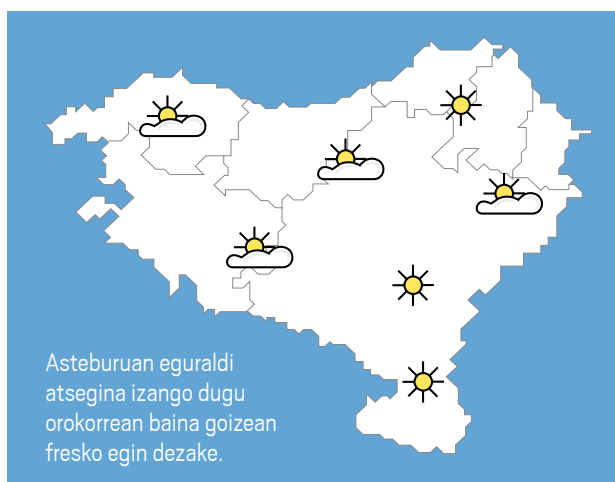 Asteburuan eguraldi
atsegina izango dugu
orokorrean baina goizean
fresko egin dezake.